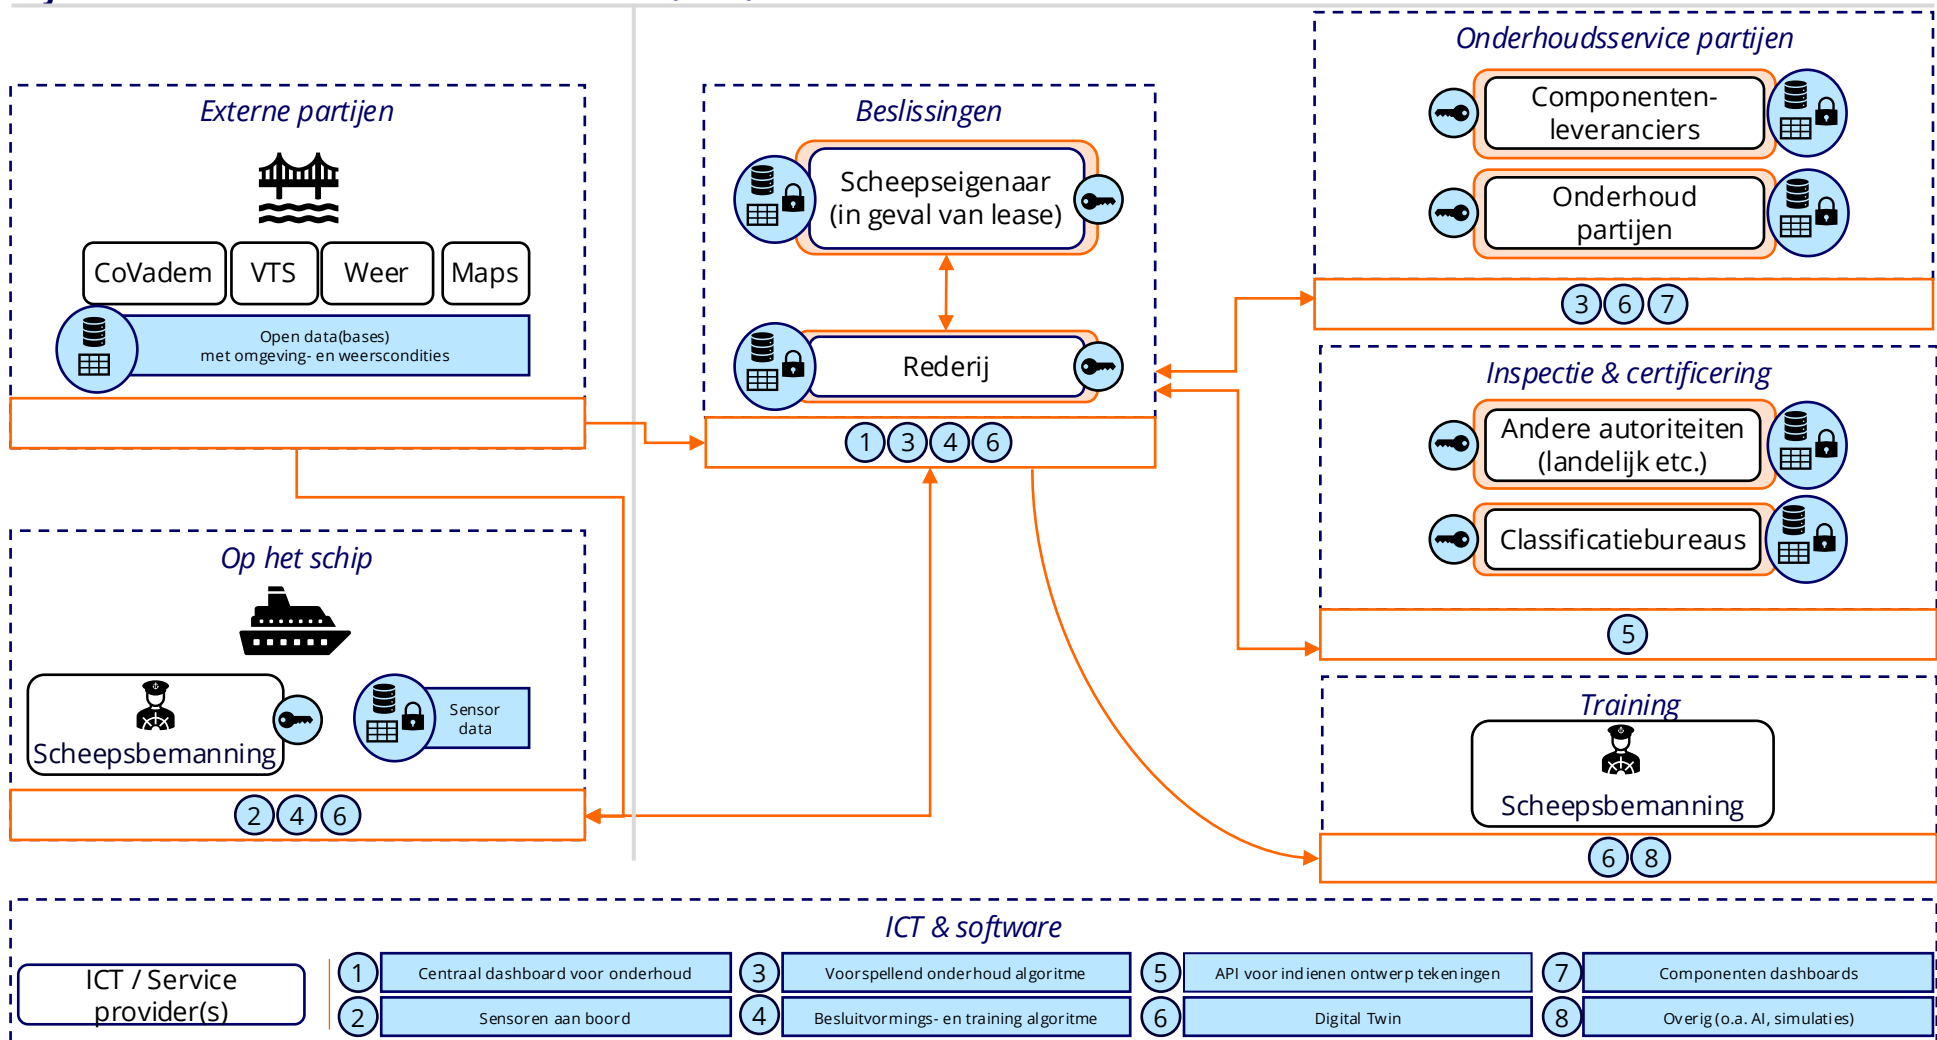 Externe partijen
CoVadem
VTS
Weer
Maps
Open data(bases)
met omgeving- en weerscondities
Op het schip
Scheepsbemanning
Sensor
data
2 4 6
Beslissingen
Scheepseigenaar
(in geval van lease)
Rederij
1 3 4 6
Onderhoudsservice partijen
Componenten-
leveranciers
Onderhoud
partijen
3 6 7
Inspectie & certificering
Andere autoriteiten
(landelijk etc.)
Classificatiebureaus
5
Training
Scheepsbemanning
6 8
ICT & software
ICT / Service
provider(s)
1 Centraal dashboard voor onderhoud
2 Sensoren aan boord
3 Voorspellend onderhoud algoritme
4 Besluitvormings- en training algoritme
5 API voor indienen ontwerp tekeningen
6 Digital Twin
7 Componenten dashboards
8 Overig (o.a. AI, simulaties)